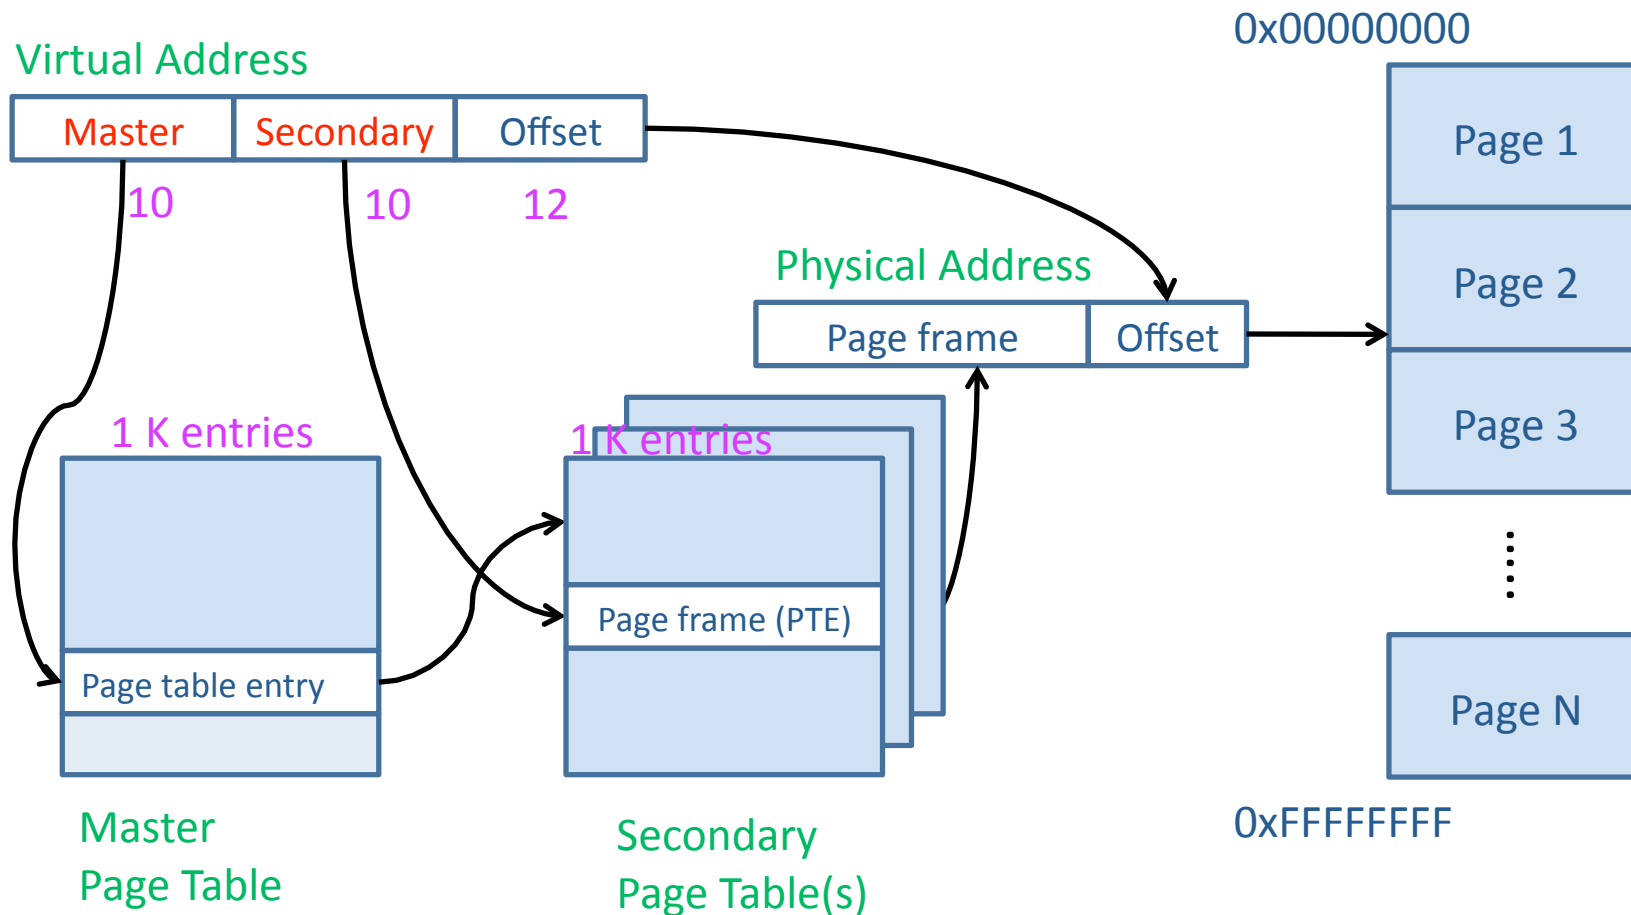 0x00000000
Virtual Address
Master
Secondary
Offset
10
10
12
Page 1
Page 2
Page 3
Page N
0xFFFFFFFF
Physical Address
Page frame
Offset
1 K entries
1 K entries
Page table entry
Page frame (PTE)
Master
Page Table
Secondary
Page Table(s)